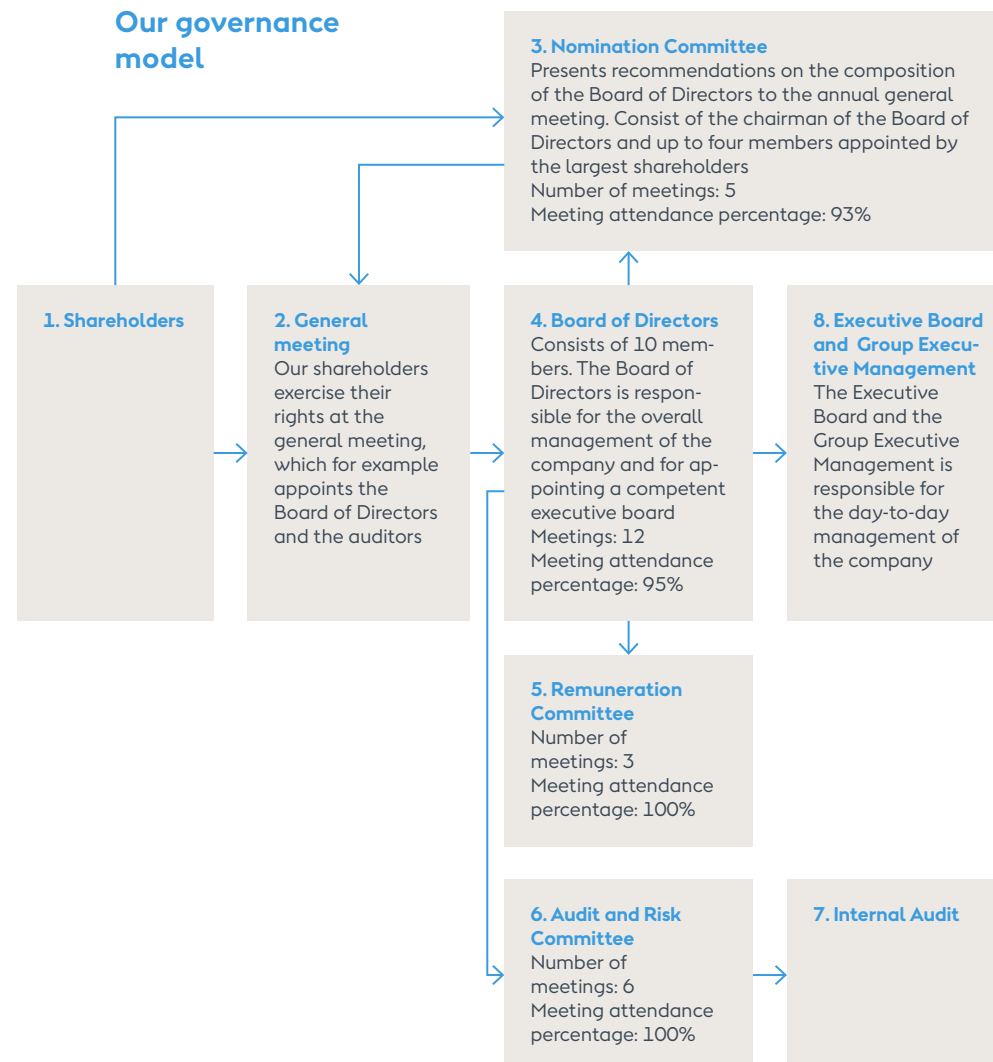 Our governance
model
3. Nomination Committee
Presents recommendations on the composition
of the Board of Directors to the annual general
meeting. Consist of the chairman of the Board of
Directors and up to four members appointed by
the largest shareholders
Number of meetings: 5
Meeting attendance percentage: 93%
1. Shareholders
2. General
meeting
Our shareholders
exercise their
rights at the
general meeting,
which for example
appoints the
Board of Directors
and the auditors
4. Board of Directors
Consists of 10 mem-
bers. The Board of
Directors is respon-
sible for the overall
management of the
company and for ap-
pointing a competent
executive board
Meetings: 12
Meeting attendance
percentage: 95%
8. Executive Board
and Group Execu-
tive Management
The Executive
Board and the
Group Executive
Management is
responsible for
the day-to-day
management of
the company
5. Remuneration
Committee
Number of
meetings: 3
Meeting attendance
percentage: 100%
6. Audit and Risk
Committee
Number of
meetings: 6
Meeting attendance
percentage: 100%
7. Internal Audit